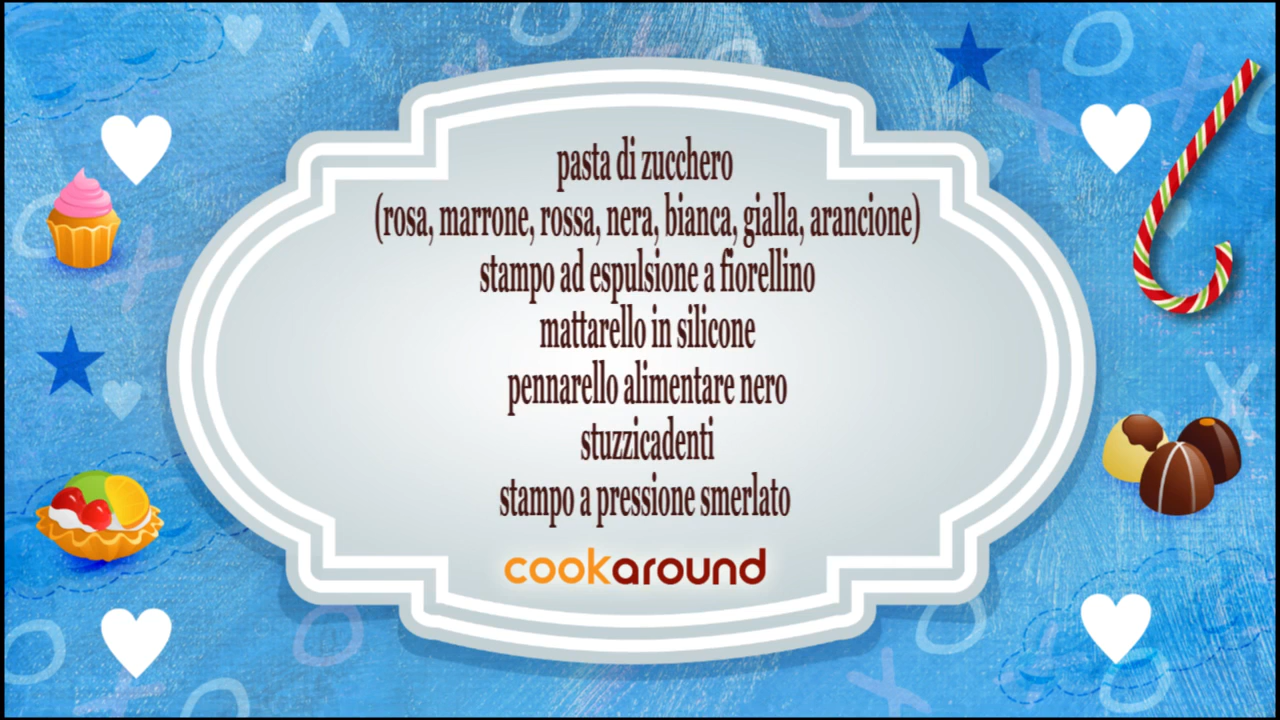 pasta di zucchero
(rosa, marrone, rossa, nera, bianca, gialla, arancione)
stampo ad espulsione a fiorellino
mattarello in silicone
pennarello alimentare nero
stuzzicadenti
stampo a pressione smerlato
cookaround